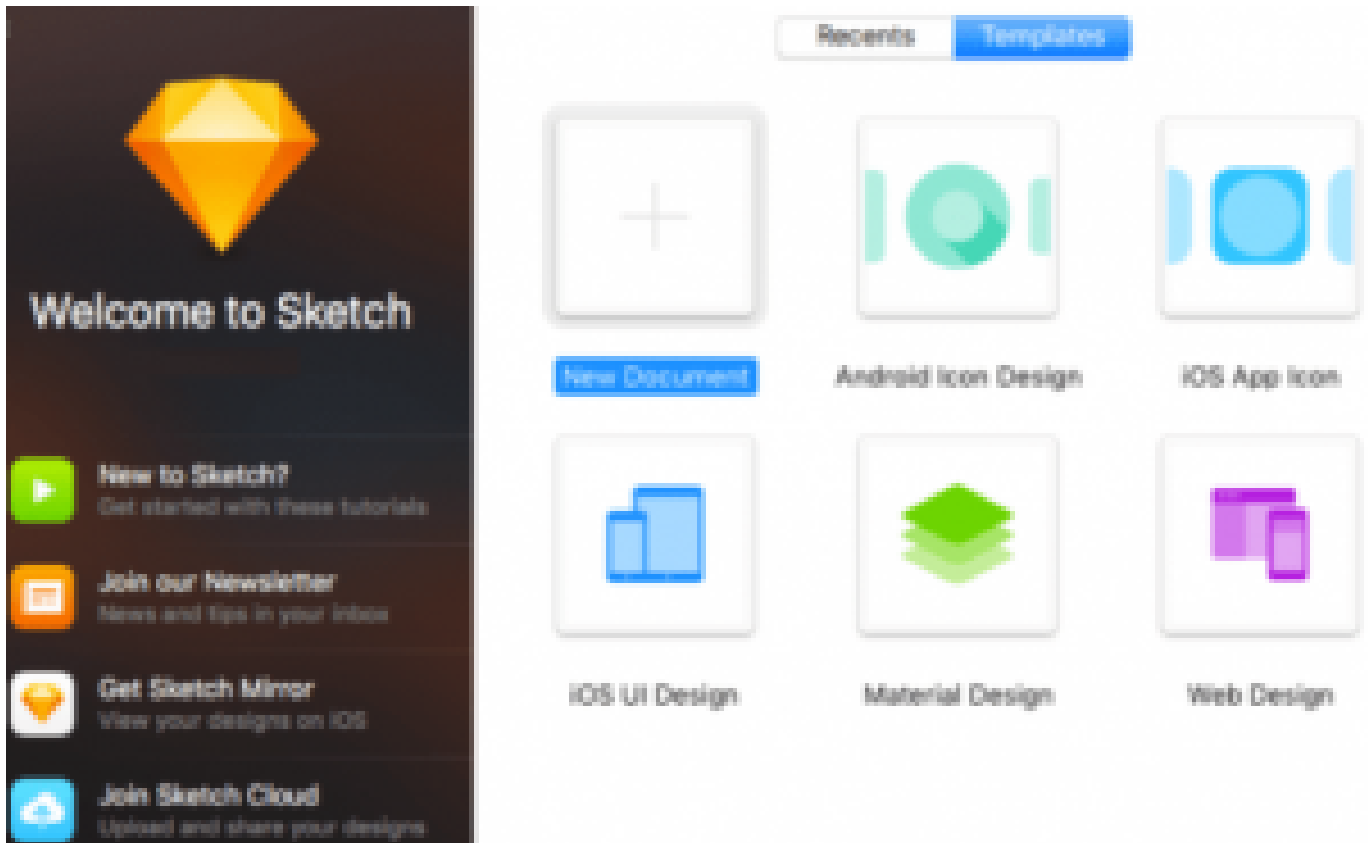 Welcome to Sketch
New to Sketch?
Get started with these tutorials
Join our Newsletter
News and tips in your inbox
Get Sketch Mirror
View your designs on iOS
Join Sketch Cloud
Upload and share your designs
Recents Templates
New Document Android Icon Design iOS App Icon
iOS UI Design Material Design Web Design